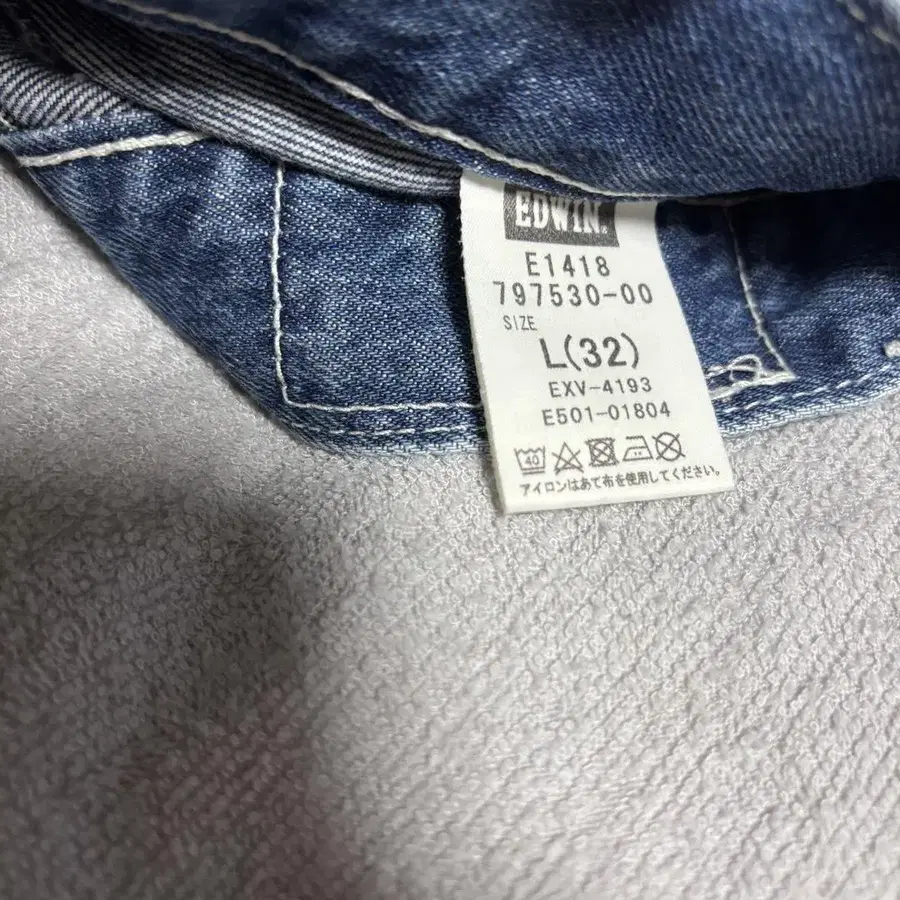 EDWIN.
E1418
797530-00
SIZE
L(32)
EXV-4193
E501-01804
40
アイロンはあて布を使用してください。